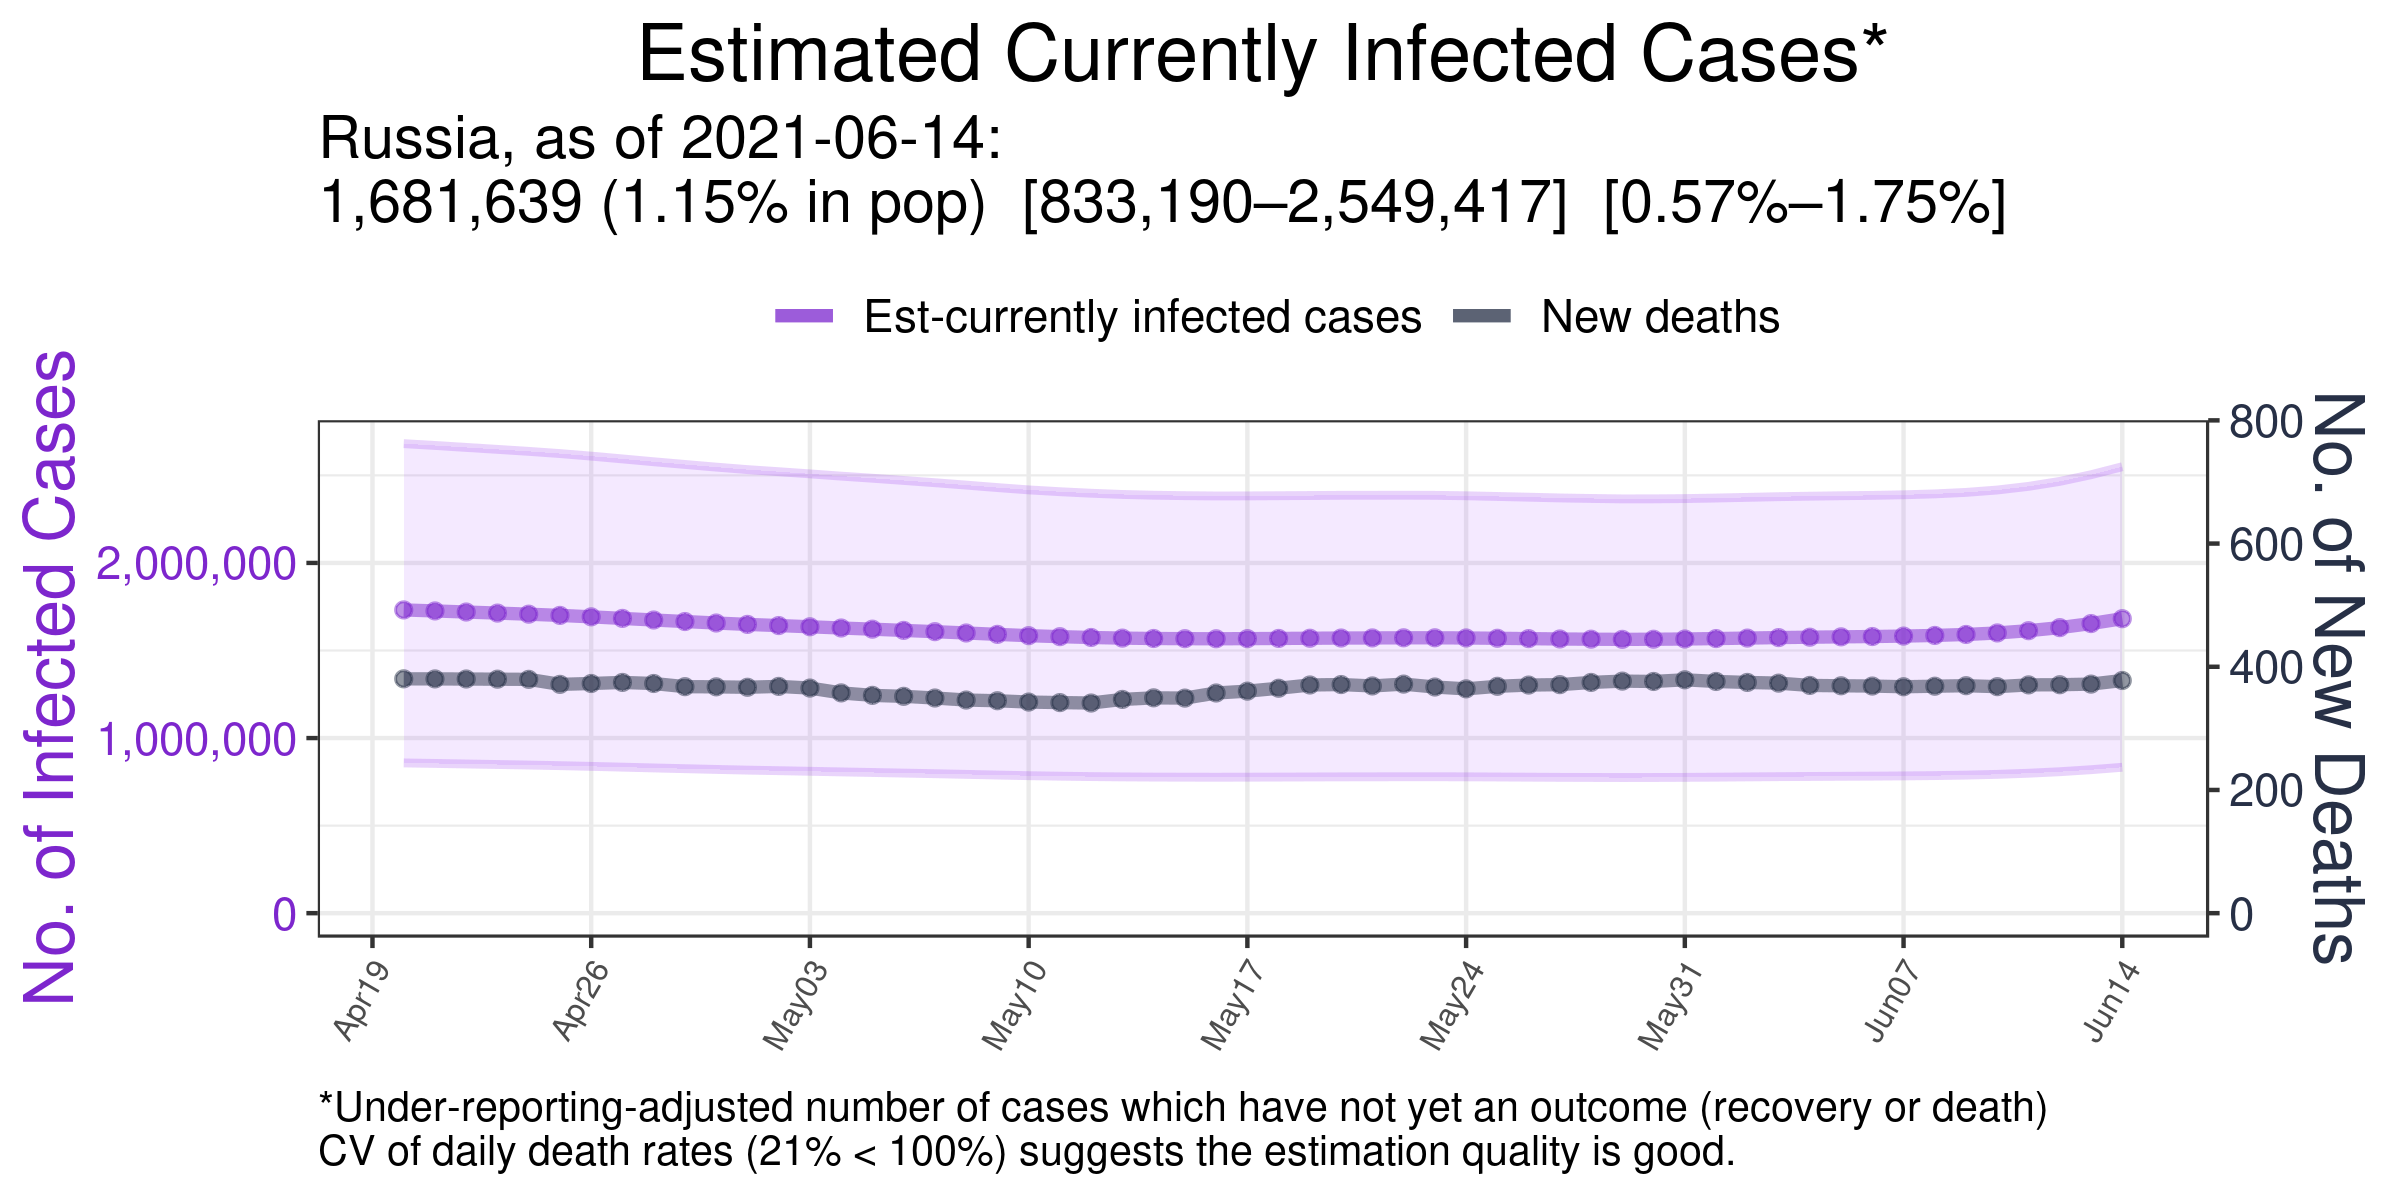 Estimated Currently Infected Cases*
Russia, as of 2021-06-14:
1,681,639 (1.15% in pop)  [833,190–2,549,417]  [0.57%–1.75%]
Est-currently infected cases
New deaths
No. of Infected Cases
2,000,000
1,000,000
0
No. of New Deaths
800
600
400
200
0
Apr19
Apr26
May03
May10
May17
May24
May31
Jun07
Jun14
*Under-reporting-adjusted number of cases which have not yet an outcome (recovery or death)
CV of daily death rates (21% < 100%) suggests the estimation quality is good.